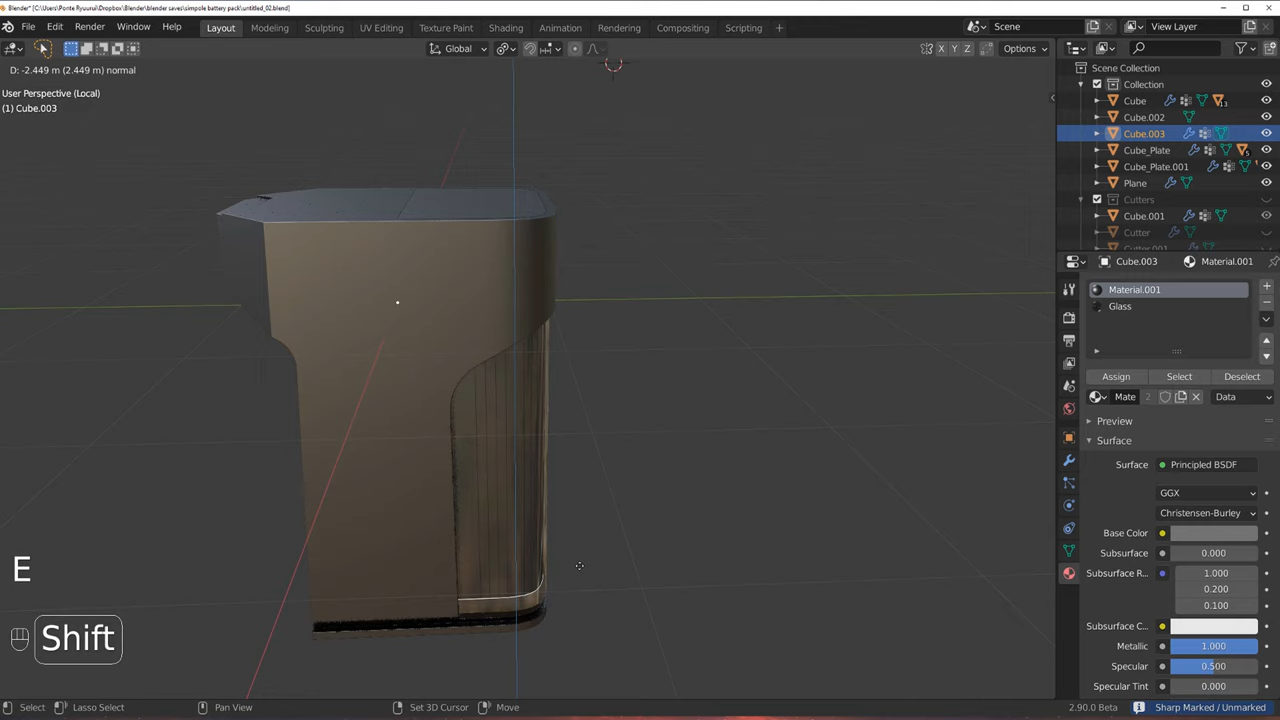 Blender* [C:\Users\Ponte Ryuurui\Dropbox\Blender\blender saves\simpole battery pack\untitled_02.blend]
File Edit Render Window Help Layout Modeling Sculpting UV Editing Texture Paint Shading Animation Rendering Compositing Scripting + Scene View Layer
Global X Y Z Options
D: -2.449 m (2.449 m) normal
User Perspective (Local)
(1) Cube.003
Scene Collection
Collection
Cube 13
Cube.002
Cube.003
Cube_Plate 5
Cube_Plate.001
Plane
Cutters
Cube.001
Cutter
Cutter.001
Cube.003 Material.001
Material.001
Glass
Assign Select Deselect
Mate 2 Data
Preview
Surface
Surface Principled BSDF
GGX
Christensen-Burley
Base Color
Subsurface 0.000
Subsurface R... 1.000
0.200
0.100
Subsurface C...
Metallic 1.000
Specular 0.500
Specular Tint 0.000
E
Shift
Select Lasso Select Pan View Set 3D Cursor Move 2.90.0 Beta Sharp Marked / Unmarked